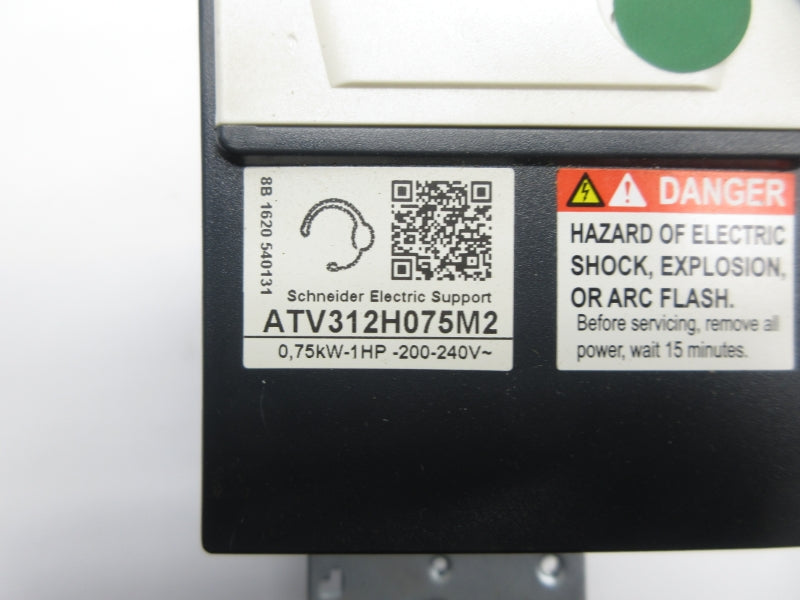 8B 1620 540131
Schneider Electric Support
ATV312H075M2
0,75kW-1HP -200-240V~
DANGER
HAZARD OF ELECTRIC
SHOCK, EXPLOSION,
OR ARC FLASH.
Before servicing, remove all
power, wait 15 minutes.